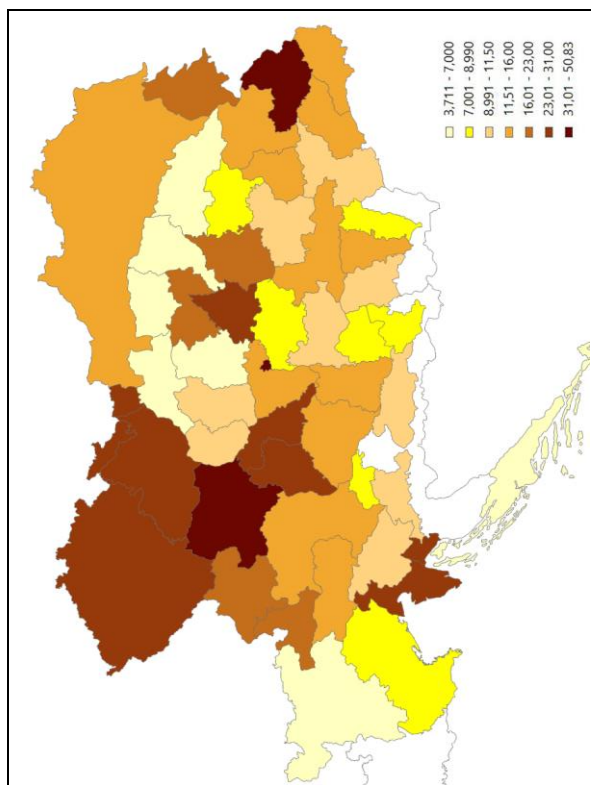 3,711 - 7,000
7,001 - 8,990
8,991 - 11,50
11,51 - 16,00
16,01 - 23,00
23,01 - 31,00
31,01 - 50,83